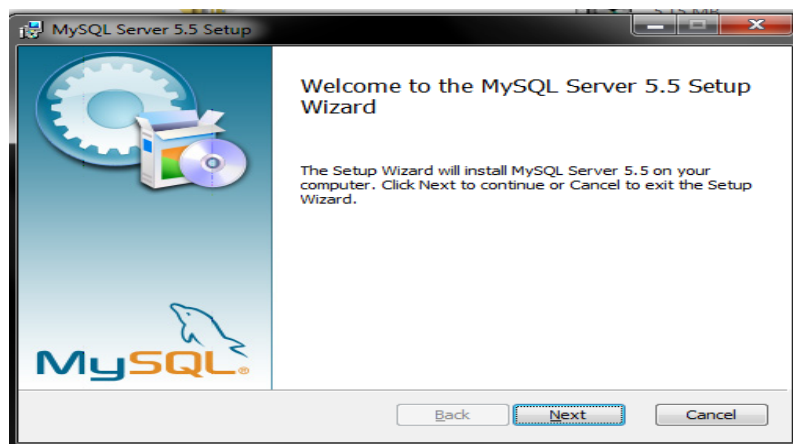 MySQL Server 5.5 Setup
Welcome to the MySQL Server 5.5 Setup
Wizard
The Setup Wizard will install MySQL Server 5.5 on your
computer. Click Next to continue or Cancel to exit the Setup
Wizard.
MySQL®
Back Next Cancel